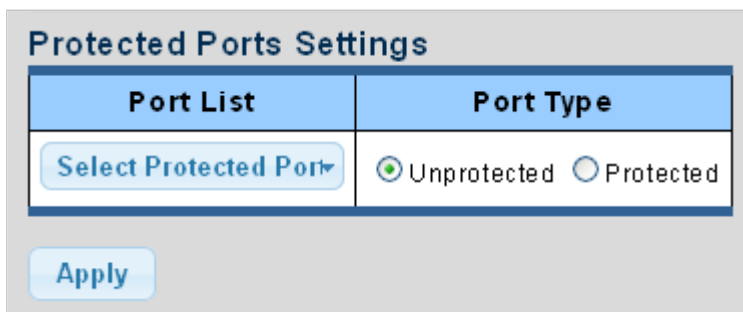 Protected Ports Settings
Port List Port Type
Select Protected Port Unprotected Protected
Apply